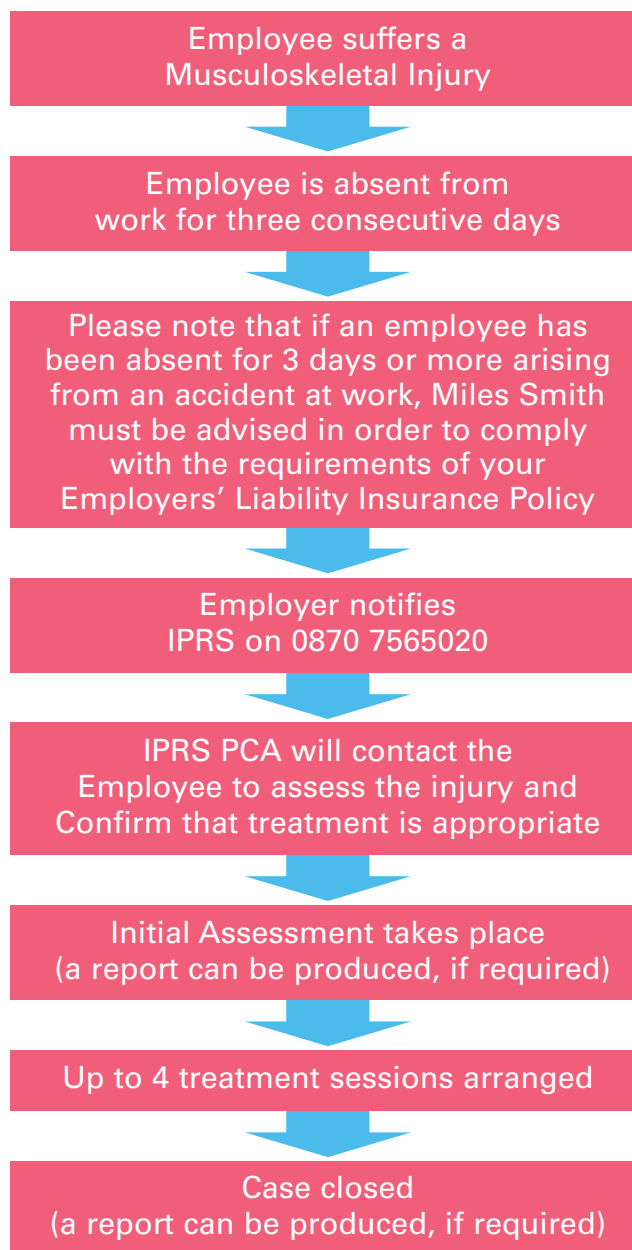 Employee suffers a
Musculoskeletal Injury
Employee is absent from
work for three consecutive days
Please note that if an employee has
been absent for 3 days or more arising
from an accident at work, Miles Smith
must be advised in order to comply
with the requirements of your
Employers’ Liability Insurance Policy
Employer notifies
IPRS on 0870 7565020
IPRS PCA will contact the
Employee to assess the injury and
Confirm that treatment is appropriate
Initial Assessment takes place
(a report can be produced, if required)
Up to 4 treatment sessions arranged
Case closed
(a report can be produced, if required)